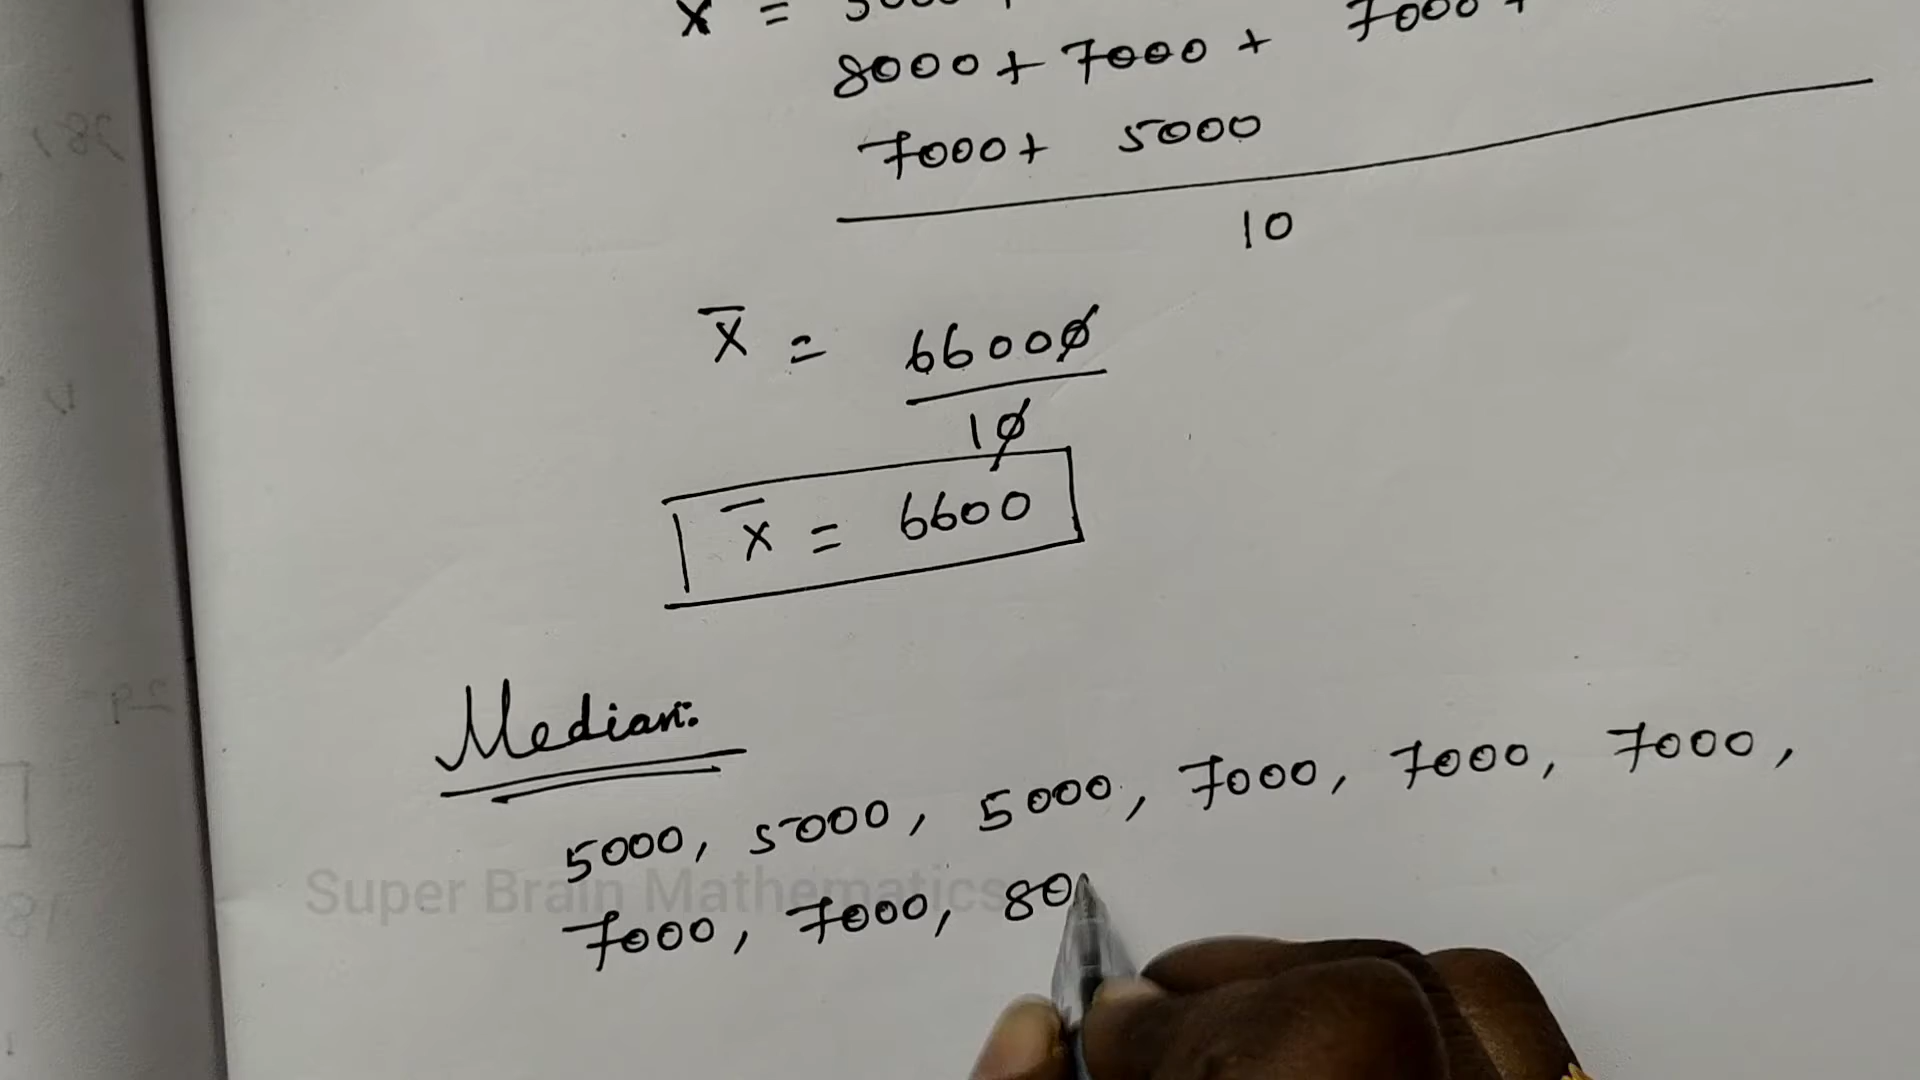 8000 + 7000 + 7000 +
7000 + 5000
10
X̄ = 66000
10
X̄ = 6600
Median:
5000, 5000, 5000, 7000, 7000, 7000,
7000, 7000, 80
Super Brain Mathematics